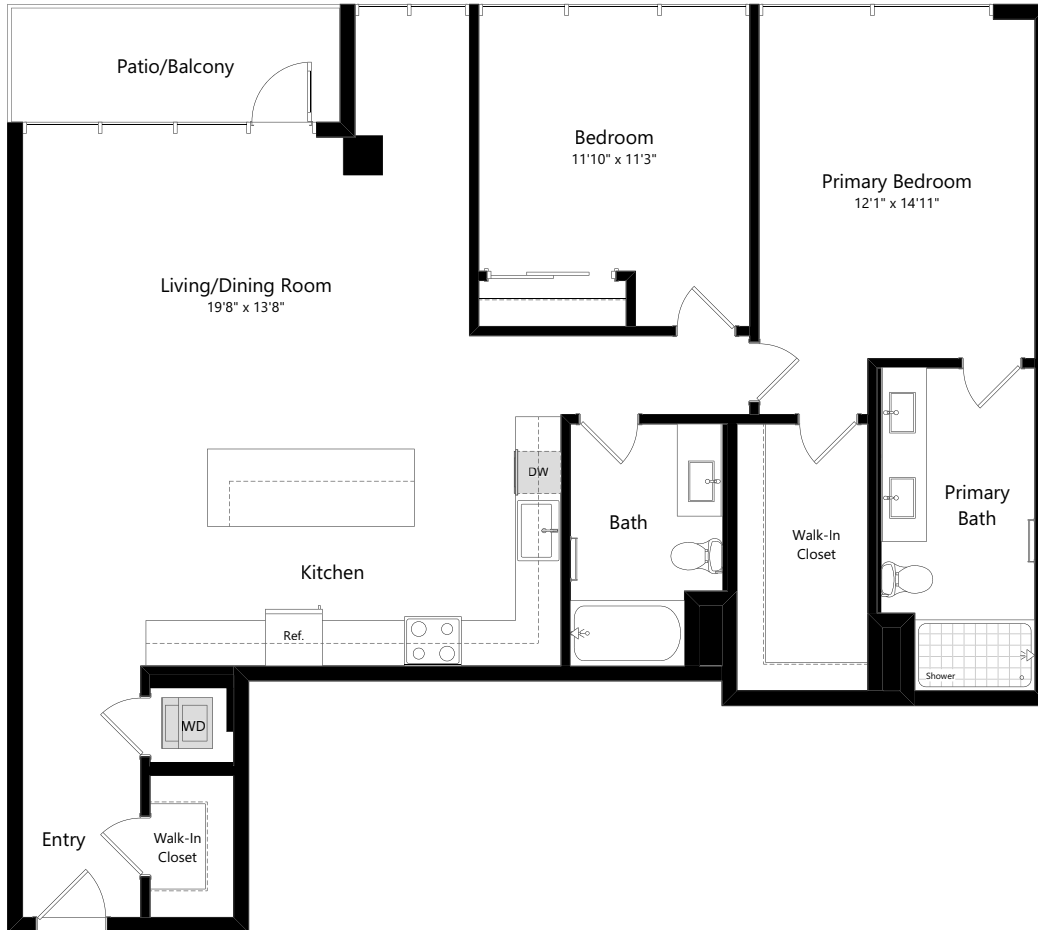 Patio/Balcony
Bedroom
11'10" x 11'3"
Primary Bedroom
12'1" x 14'11"
Living/Dining Room
19'8" x 13'8"
DW
Bath
Primary
Bath
Walk-In
Closet
Kitchen
Ref.
Shower
WD
Entry
Walk-In
Closet